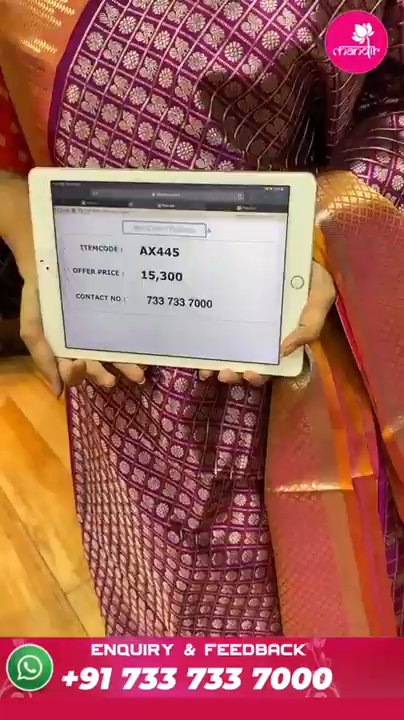 mandir
ITEMCODE : AX445
OFFER PRICE : 15,300
CONTACT NO : 733 733 7000
ENQUIRY & FEEDBACK
+91 733 733 7000